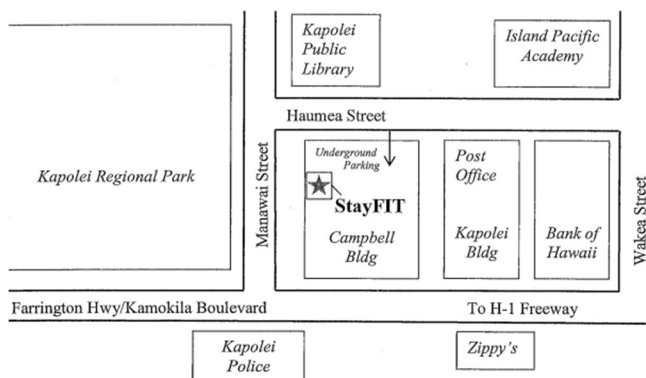 Kapolei
Public
Library
Island Pacific
Academy
Haumea Street
Kapolei Regional Park
Manawai Street
Underground
Parking
StayFIT
Campbell
Bldg
Post
Office
Kapolei
Bldg
Bank of
Hawaii
Wakea Street
Farrington Hwy/Kamokila Boulevard
To H-1 Freeway
Kapolei
Police
Zippy's